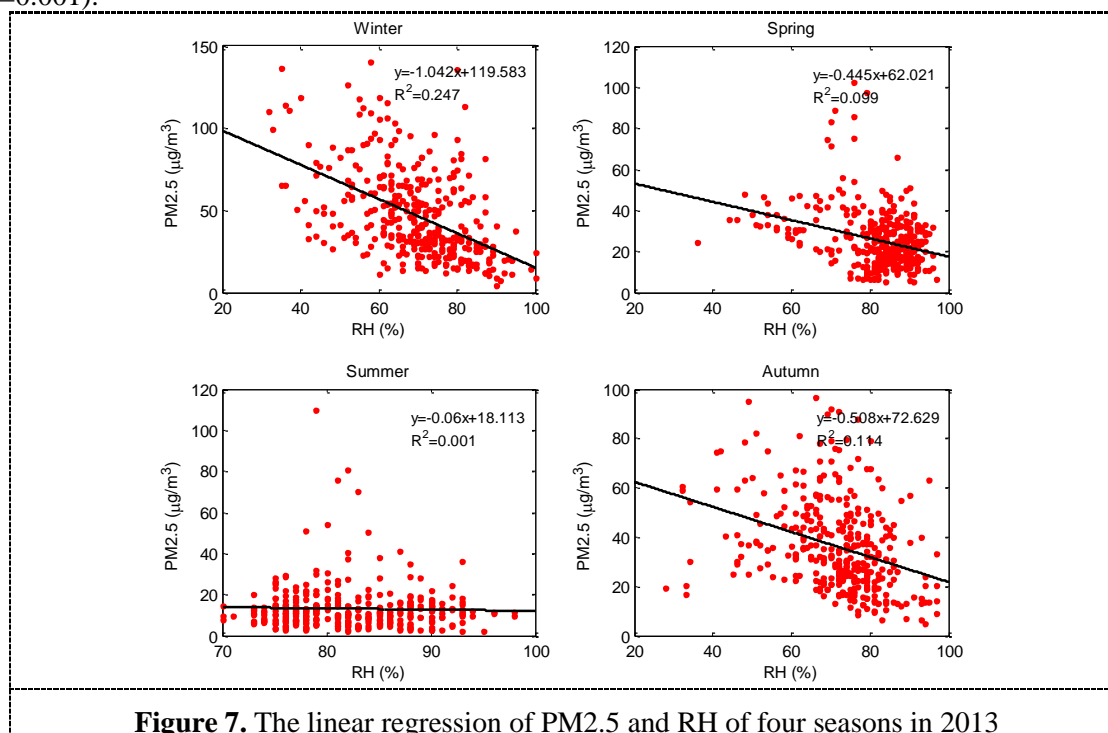 =0.001).
Winter
y=-1.042x+119.583
R²=0.247
150
100
50
0
PM2.5 (μg/m³)
20 40 60 80 100
RH (%)
Spring
y=-0.445x+62.021
R²=0.099
120
100
80
60
40
20
0
PM2.5 (μg/m³)
20 40 60 80 100
RH (%)
Summer
y=-0.06x+18.113
R²=0.001
120
100
80
60
40
20
0
PM2.5 (μg/m³)
70 80 90 100
RH (%)
Autumn
y=-0.508x+72.629
R²=0.114
100
80
60
40
20
0
PM2.5 (μg/m³)
20 40 60 80 100
RH (%)
Figure 7. The linear regression of PM2.5 and RH of four seasons in 2013